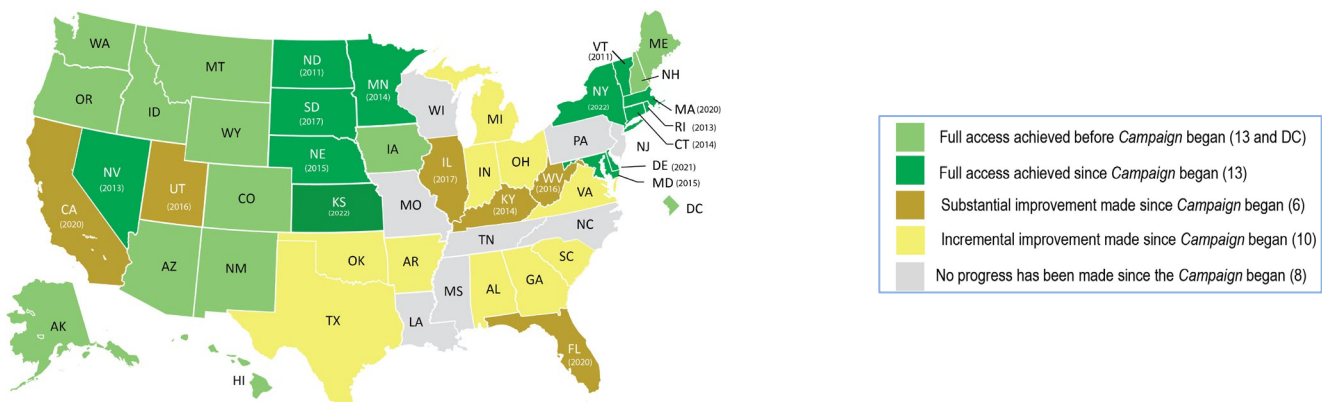 WA
OR
ID
MT
WY
CO
AZ
NM
AK
HI
NV
(2013)
CA
(2020)
UT
(2016)
ND
(2011)
SD
(2017)
NE
(2015)
KS
(2022)
MN
(2014)
IA
WI
MO
IL
(2017)
IN
MI
OH
KY
(2014)
WV
(2016)
VA
TN
NC
SC
OK
AR
TX
LA
MS
AL
GA
FL
(2020)
PA
NJ
NY
(2022)
VT
(2011)
ME
NH
MA (2020)
RI (2013)
CT (2014)
DE (2021)
MD (2015)
DC
Full access achieved before Campaign began (13 and DC)
Full access achieved since Campaign began (13)
Substantial improvement made since Campaign began (6)
Incremental improvement made since Campaign began (10)
No progress has been made since the Campaign began (8)